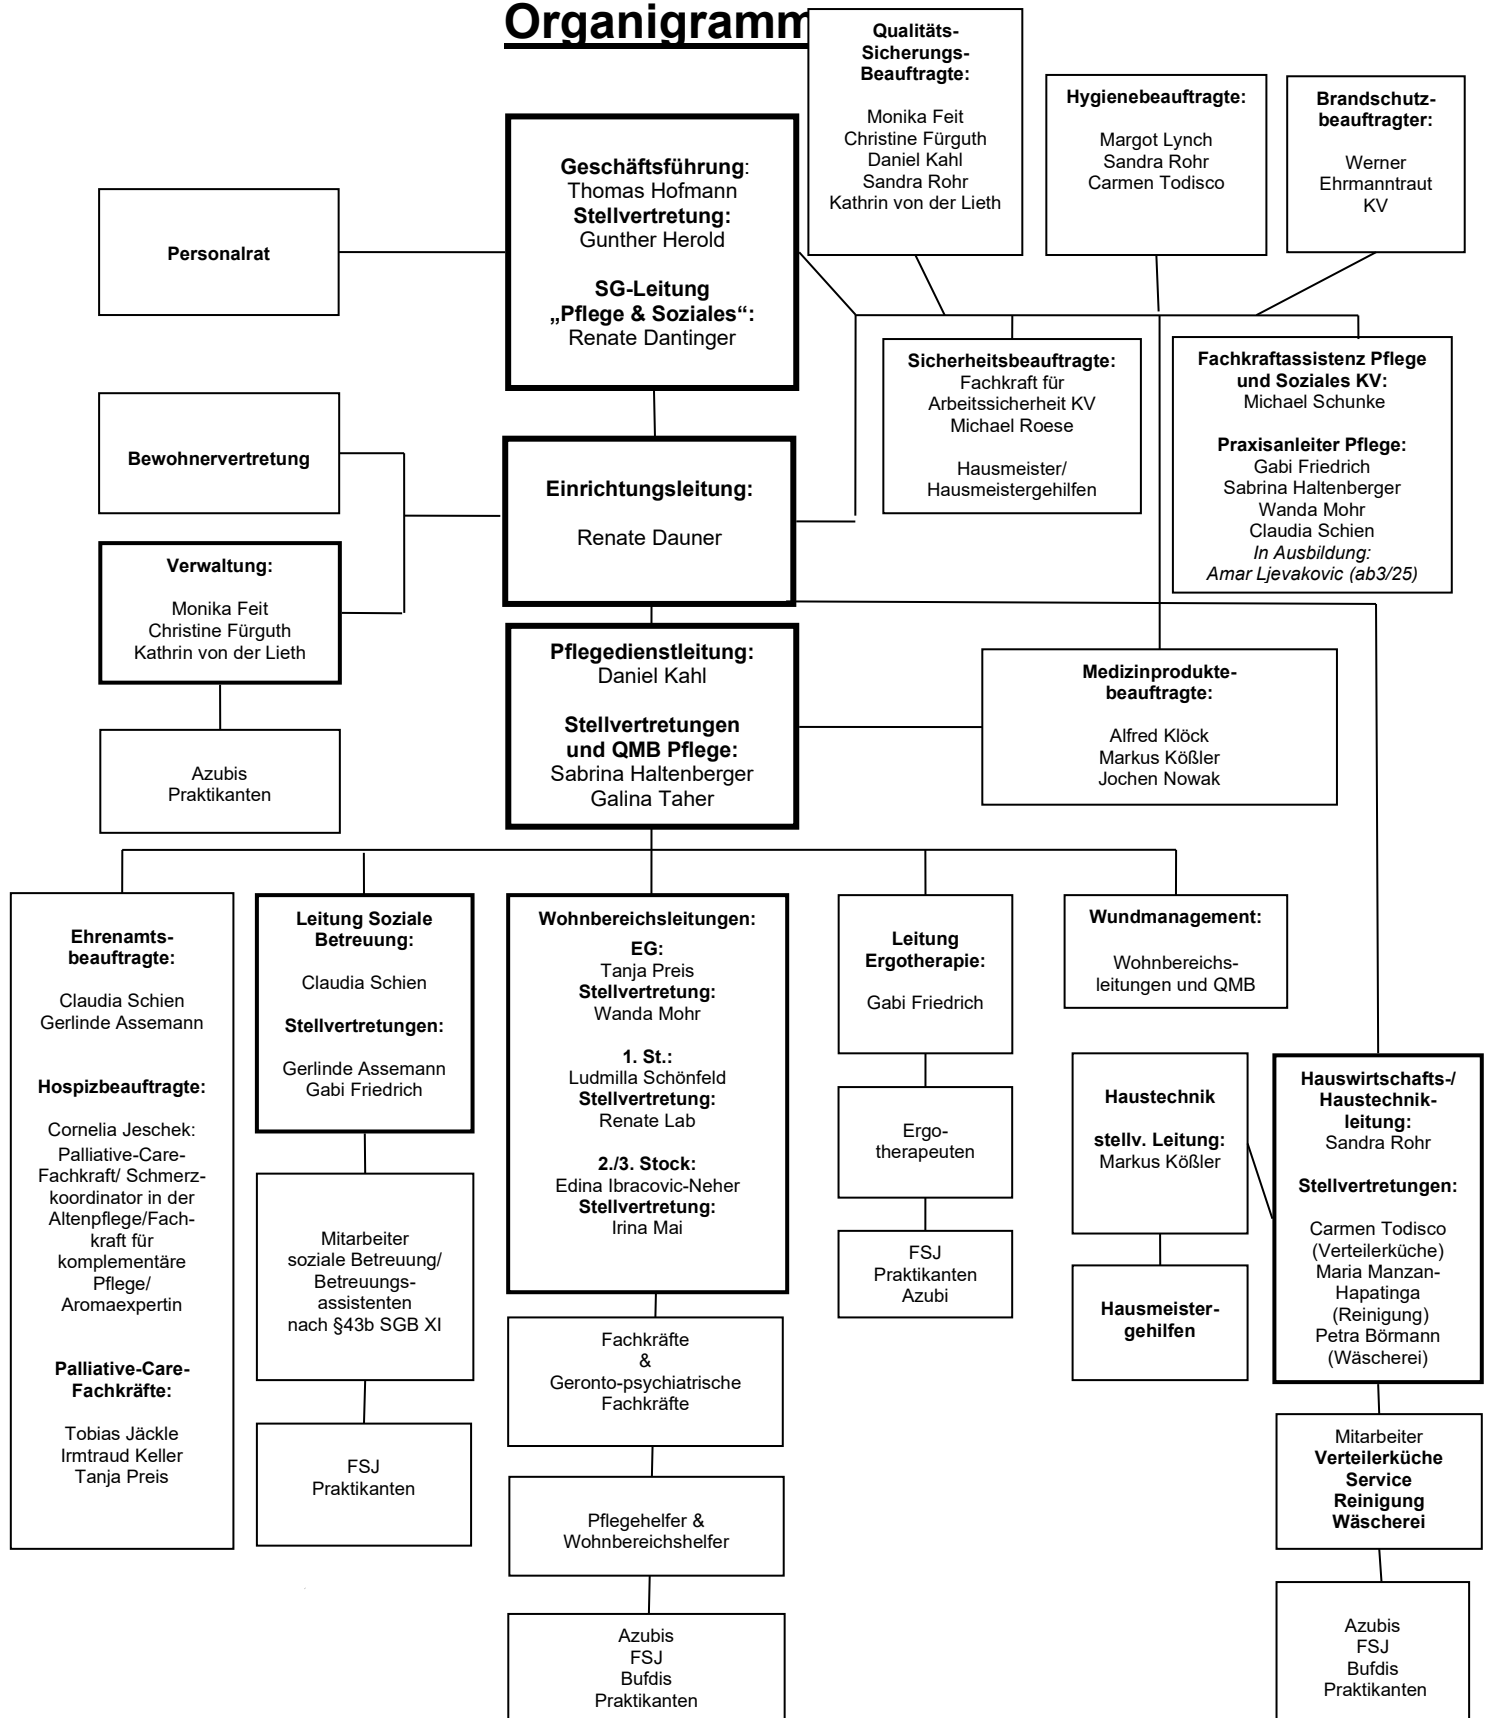 Organigramm
Qualitäts-
Sicherungs-
Beauftragte:
Monika Feit
Christine Fürguth
Daniel Kahl
Sandra Rohr
Kathrin von der Lieth
Hygienebeauftragte:
Margot Lynch
Sandra Rohr
Carmen Todisco
Brandschutz-
beauftragter:
Werner
Ehrmanntraut
KV
Geschäftsführung:
Thomas Hofmann
Stellvertretung:
Gunther Herold
SG-Leitung
„Pflege & Soziales“:
Renate Dantinger
Personalrat
Sicherheitsbeauftragte:
Fachkraft für
Arbeitssicherheit KV
Michael Roese
Hausmeister/
Hausmeistergehilfen
Fachkraftassistenz Pflege
und Soziales KV:
Michael Schunke
Praxisanleiter Pflege:
Gabi Friedrich
Sabrina Haltenberger
Wanda Mohr
Claudia Schien
In Ausbildung:
Amar Ljevakovic (ab3/25)
Bewohnervertretung
Einrichtungsleitung:
Renate Dauner
Verwaltung:
Monika Feit
Christine Fürguth
Kathrin von der Lieth
Azubis
Praktikanten
Pflegedienstleitung:
Daniel Kahl
Stellvertretungen
und QMB Pflege:
Sabrina Haltenberger
Galina Taher
Medizinprodukte-
beauftragte:
Alfred Klöck
Markus Kößler
Jochen Nowak
Ehrenamts-
beauftragte:
Claudia Schien
Gerlinde Assemann
Hospizbeauftragte:
Cornelia Jeschek:
Palliative-Care-
Fachkraft/ Schmerz-
koordinator in der
Altenpflege/Fach-
kraft für
komplementäre
Pflege/
Aromaexpertin
Palliative-Care-
Fachkräfte:
Tobias Jäckle
Irmtraud Keller
Tanja Preis
Leitung Soziale
Betreuung:
Claudia Schien
Stellvertretungen:
Gerlinde Assemann
Gabi Friedrich
Mitarbeiter
soziale Betreuung/
Betreuungs-
assistenten
nach §43b SGB XI
FSJ
Praktikanten
Wohnbereichsleitungen:
EG:
Tanja Preis
Stellvertretung:
Wanda Mohr
1. St.:
Ludmilla Schönfeld
Stellvertretung:
Renate Lab
2./3. Stock:
Edina Ibracovic-Neher
Stellvertretung:
Irina Mai
Fachkräfte
&
Geronto-psychiatrische
Fachkräfte
Pflegehelfer &
Wohnbereichshelfer
Azubis
FSJ
Bufdis
Praktikanten
Leitung
Ergotherapie:
Gabi Friedrich
Ergo-
therapeuten
FSJ
Praktikanten
Azubi
Wundmanagement:
Wohnbereichs-
leitungen und QMB
Haustechnik
stellv. Leitung:
Markus Kößler
Hausmeister-
gehilfen
Hauswirtschafts-/
Haustechnik-
leitung:
Sandra Rohr
Stellvertretungen:
Carmen Todisco
(Verteilerküche)
Maria Manzan-
Hapatinga
(Reinigung)
Petra Börmann
(Wäscherei)
Mitarbeiter
Verteilerküche
Service
Reinigung
Wäscherei
Azubis
FSJ
Bufdis
Praktikanten